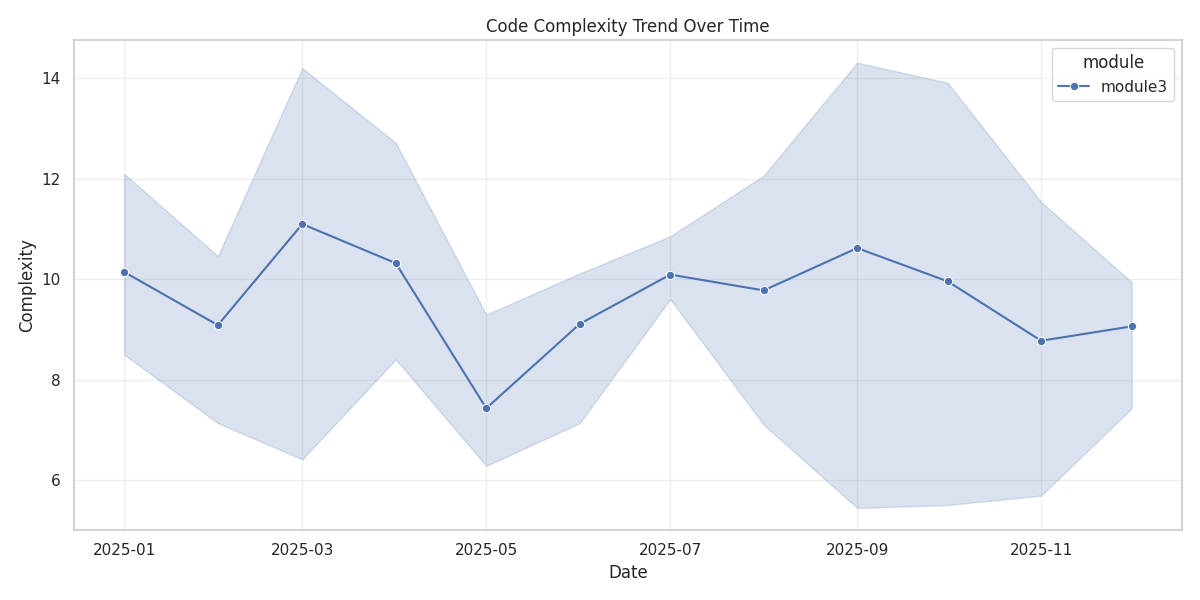 Code Complexity Trend Over Time
module
module3
Complexity
14
12
10
8
6
2025-01
2025-03
2025-05
2025-07
2025-09
2025-11
Date